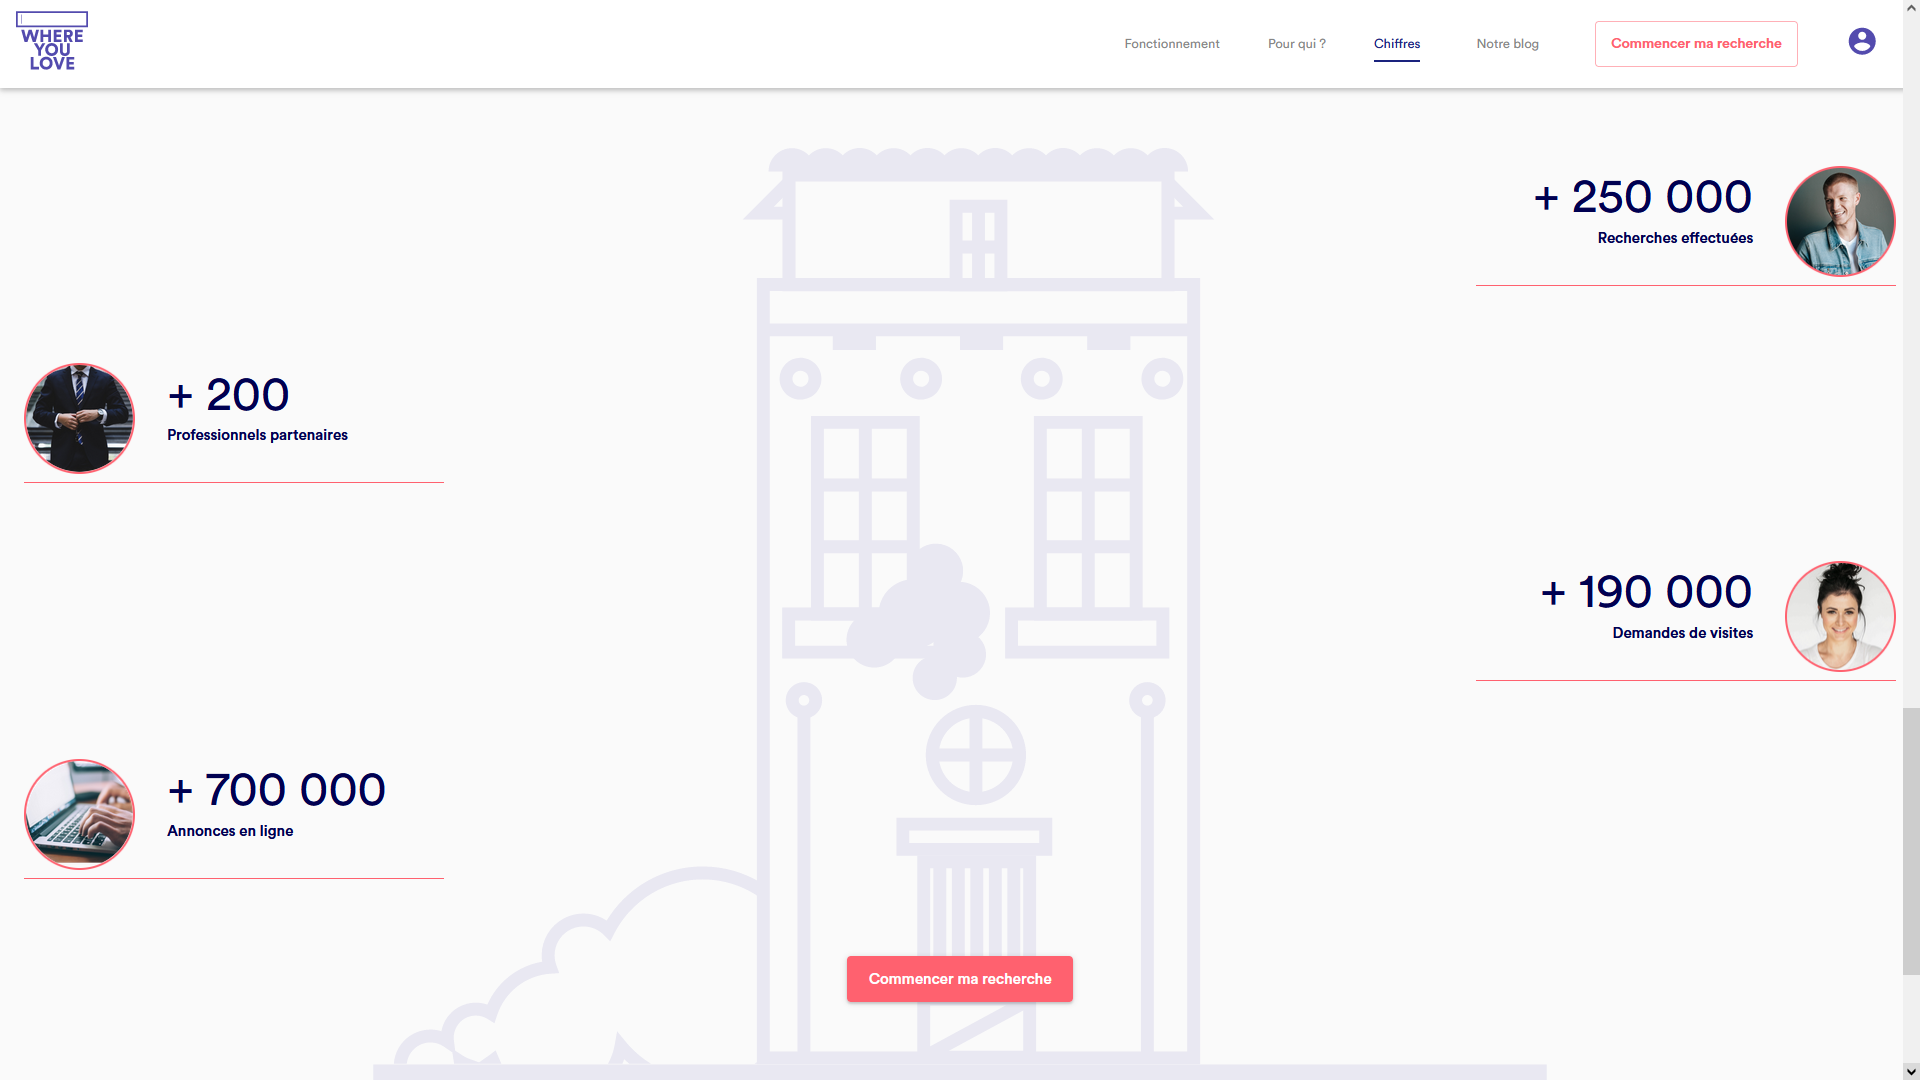 WHERE
YOU
LOVE
Fonctionnement
Pour qui ?
Chiffres
Notre blog
Commencer ma recherche
+ 250 000
Recherches effectuées
+ 200
Professionnels partenaires
+ 190 000
Demandes de visites
+ 700 000
Annonces en ligne
Commencer ma recherche